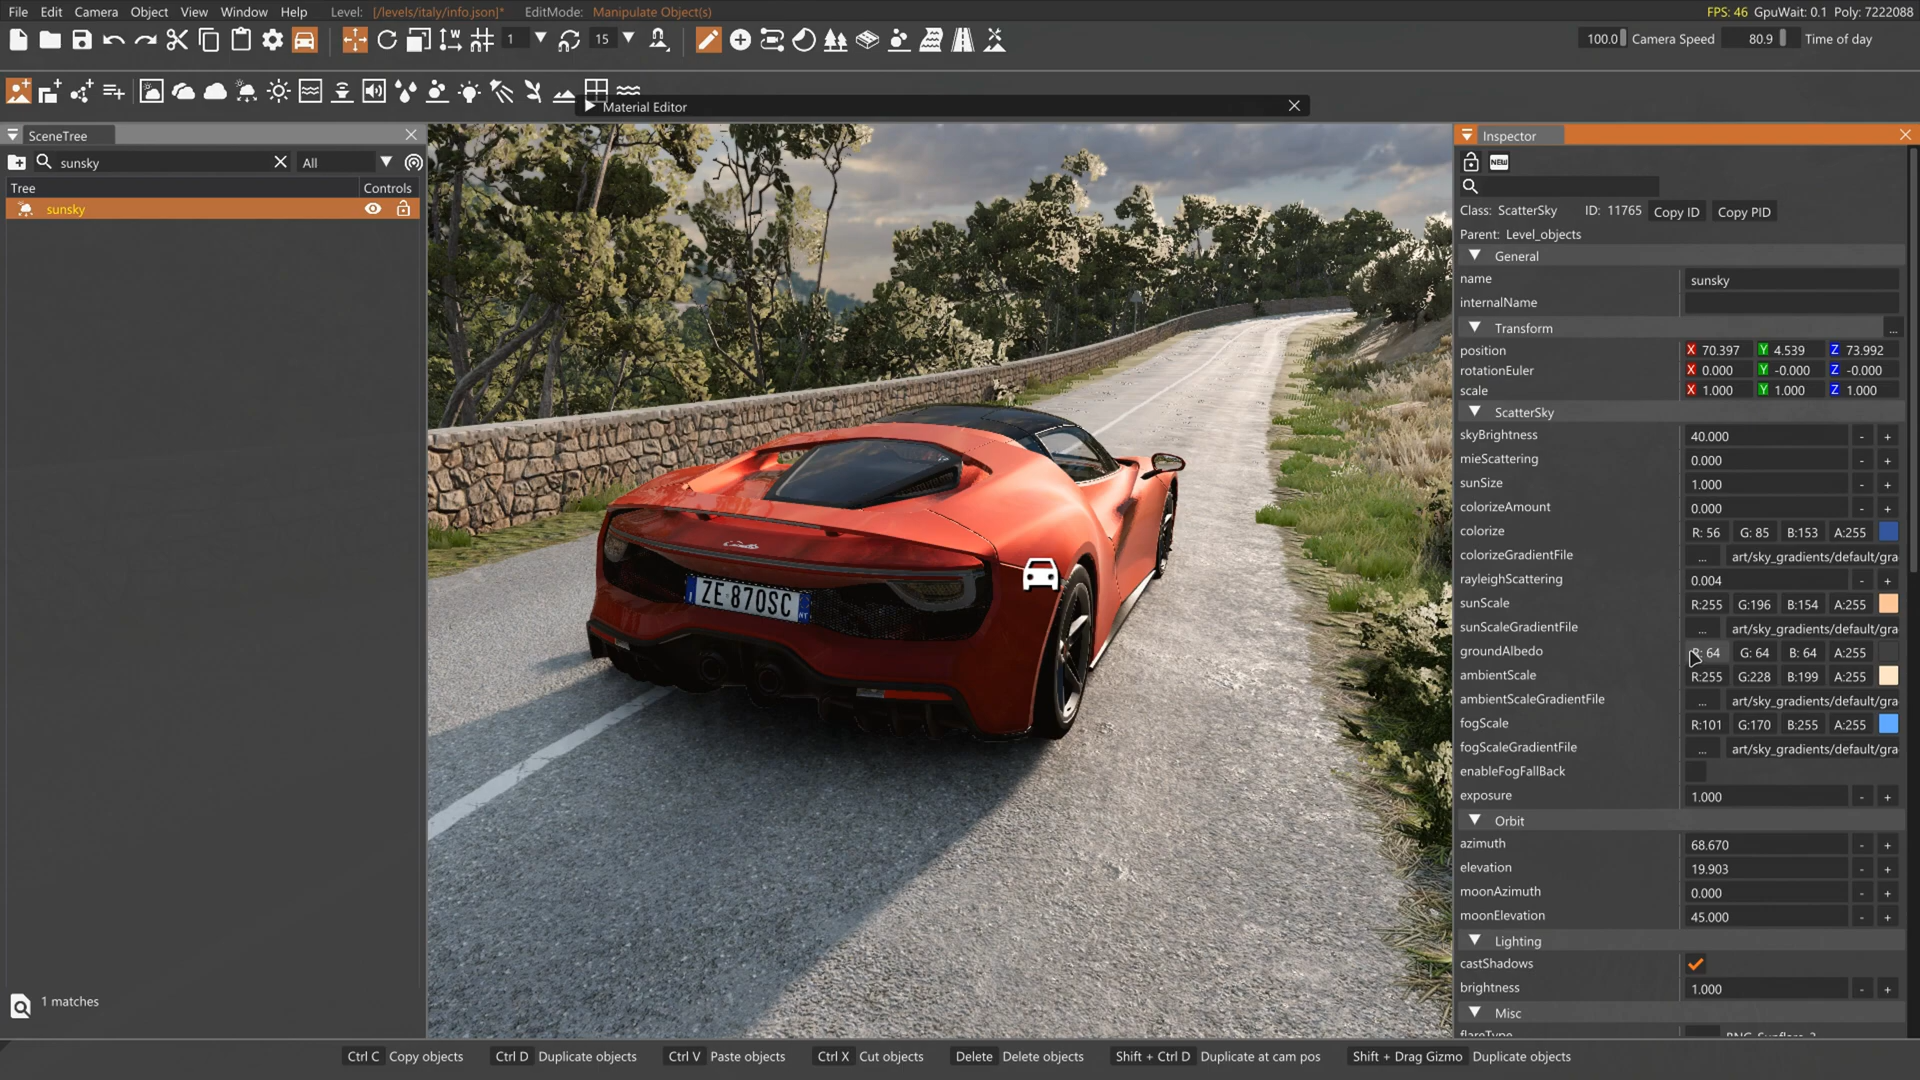 File Edit Camera Object View Window Help Level: [/levels/italy/info.json]* EditMode: Manipulate Object(s) FPS: 46 GpuWait: 0.1 Poly: 7222088
1 15 100.0 Camera Speed 80.9 Time of day
Material Editor
SceneTree
sunsky All
Tree Controls
sunsky
1 matches
ZE 870SC
Inspector
NEW
Class: ScatterSky ID: 11765 Copy ID Copy PID
Parent: Level_objects
General
name sunsky
internalName
Transform ...
position X 70.397 Y 4.539 Z 73.992
rotationEuler X 0.000 Y -0.000 Z -0.000
scale X 1.000 Y 1.000 Z 1.000
ScatterSky
skyBrightness 40.000 - +
mieScattering 0.000 - +
sunSize 1.000 - +
colorizeAmount 0.000 - +
colorize R: 56 G: 85 B:153 A:255
colorizeGradientFile ... art/sky_gradients/default/gra
rayleighScattering 0.004 - +
sunScale R:255 G:196 B:154 A:255
sunScaleGradientFile ... art/sky_gradients/default/gra
groundAlbedo : 64 G: 64 B: 64 A:255
ambientScale R:255 G:228 B:199 A:255
ambientScaleGradientFile ... art/sky_gradients/default/gra
fogScale R:101 G:170 B:255 A:255
fogScaleGradientFile ... art/sky_gradients/default/gra
enableFogFallBack
exposure 1.000 - +
Orbit
azimuth 68.670 - +
elevation 19.903 - +
moonAzimuth 0.000 - +
moonElevation 45.000 - +
Lighting
castShadows
brightness 1.000 - +
Misc
flareType
Ctrl C Copy objects Ctrl D Duplicate objects Ctrl V Paste objects Ctrl X Cut objects Delete Delete objects Shift + Ctrl D Duplicate at cam pos Shift + Drag Gizmo Duplicate objects